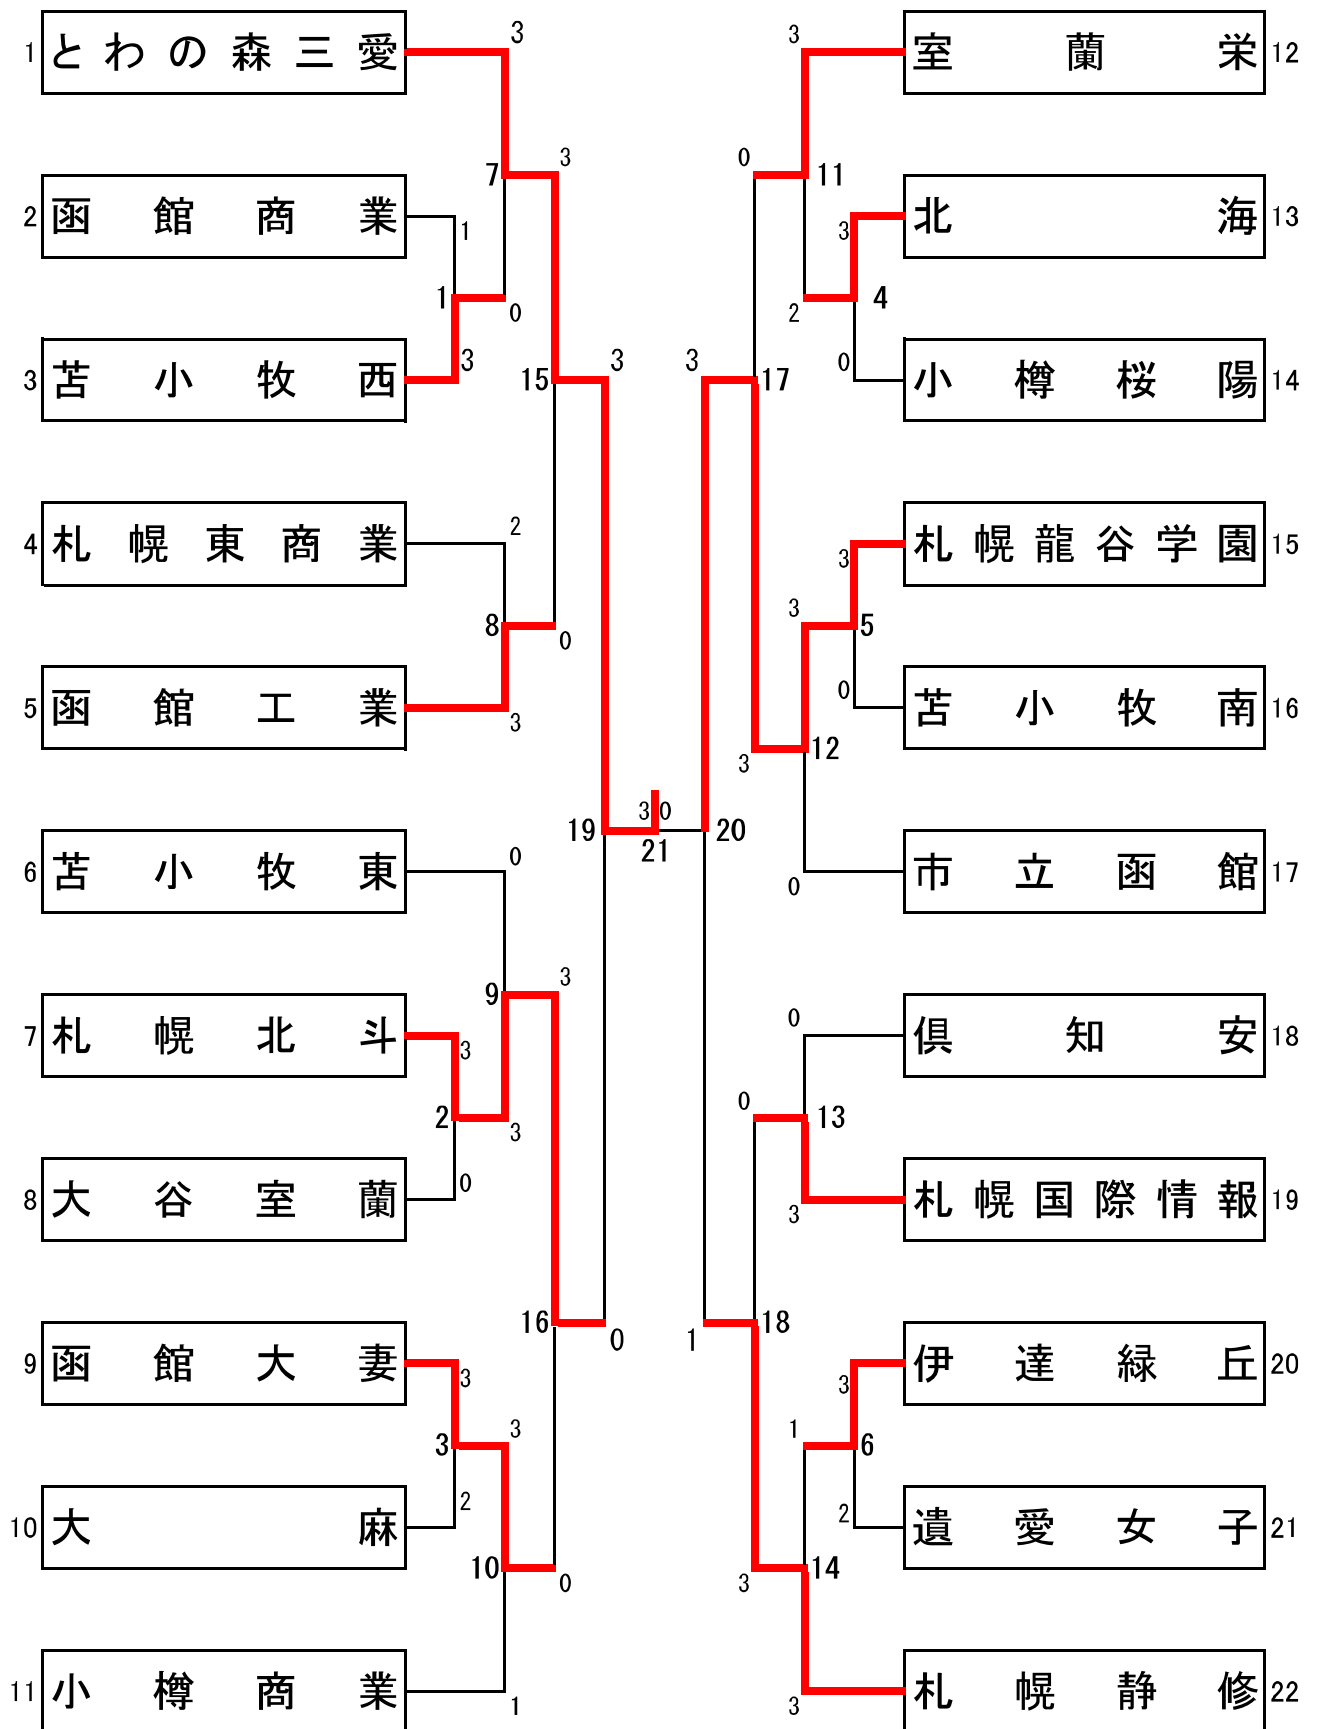 1 とわの森三愛
3
3 室蘭栄 12
7
3
0
11
2 函館商業
1
北海 13
3
1
0
2
4
3 苫小牧西
3
15
3
3
17
0
小樽桜陽 14
4 札幌東商業
2
札幌龍谷学園 15
3
8
0
3
5
5 函館工業
3
0
苫小牧南 16
3
12
3 0
19
21
20
6 苫小牧東
0
0
市立函館 17
9
3
7 札幌北斗
3
0
倶知安 18
2
3
0
13
8 大谷室蘭
0
3
札幌国際情報 19
16
0
1
18
9 函館大妻
3
3
伊達緑丘 20
3
3
1
6
10 大麻
2
2
遺愛女子 21
10
0
3
14
11 小樽商業
1
3
札幌静修 22